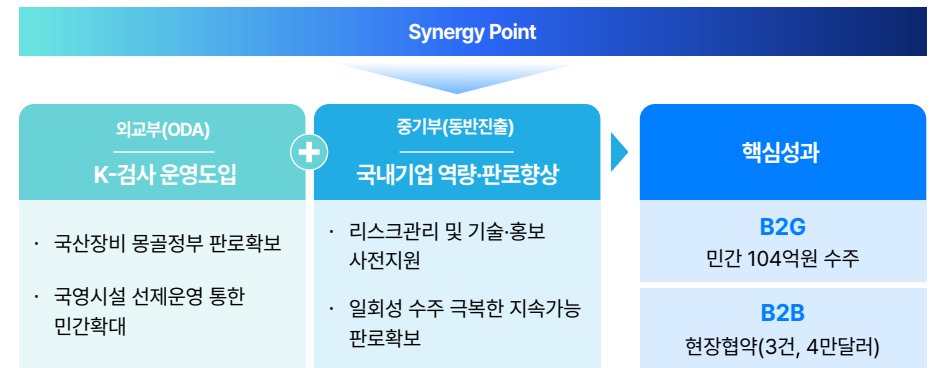 Synergy Point
외교부(ODA)
K-검사 운영도입
중기부(동반진출)
국내기업 역량·판로향상
핵심성과
· 국산장비 몽골정부 판로확보
· 국영시설 선제운영 통한
민간확대
· 리스크관리 및 기술·홍보
사전지원
· 일회성 수주 극복한 지속가능
판로확보
B2G
민간 104억원 수주
B2B
현장협약(3건, 4만달러)